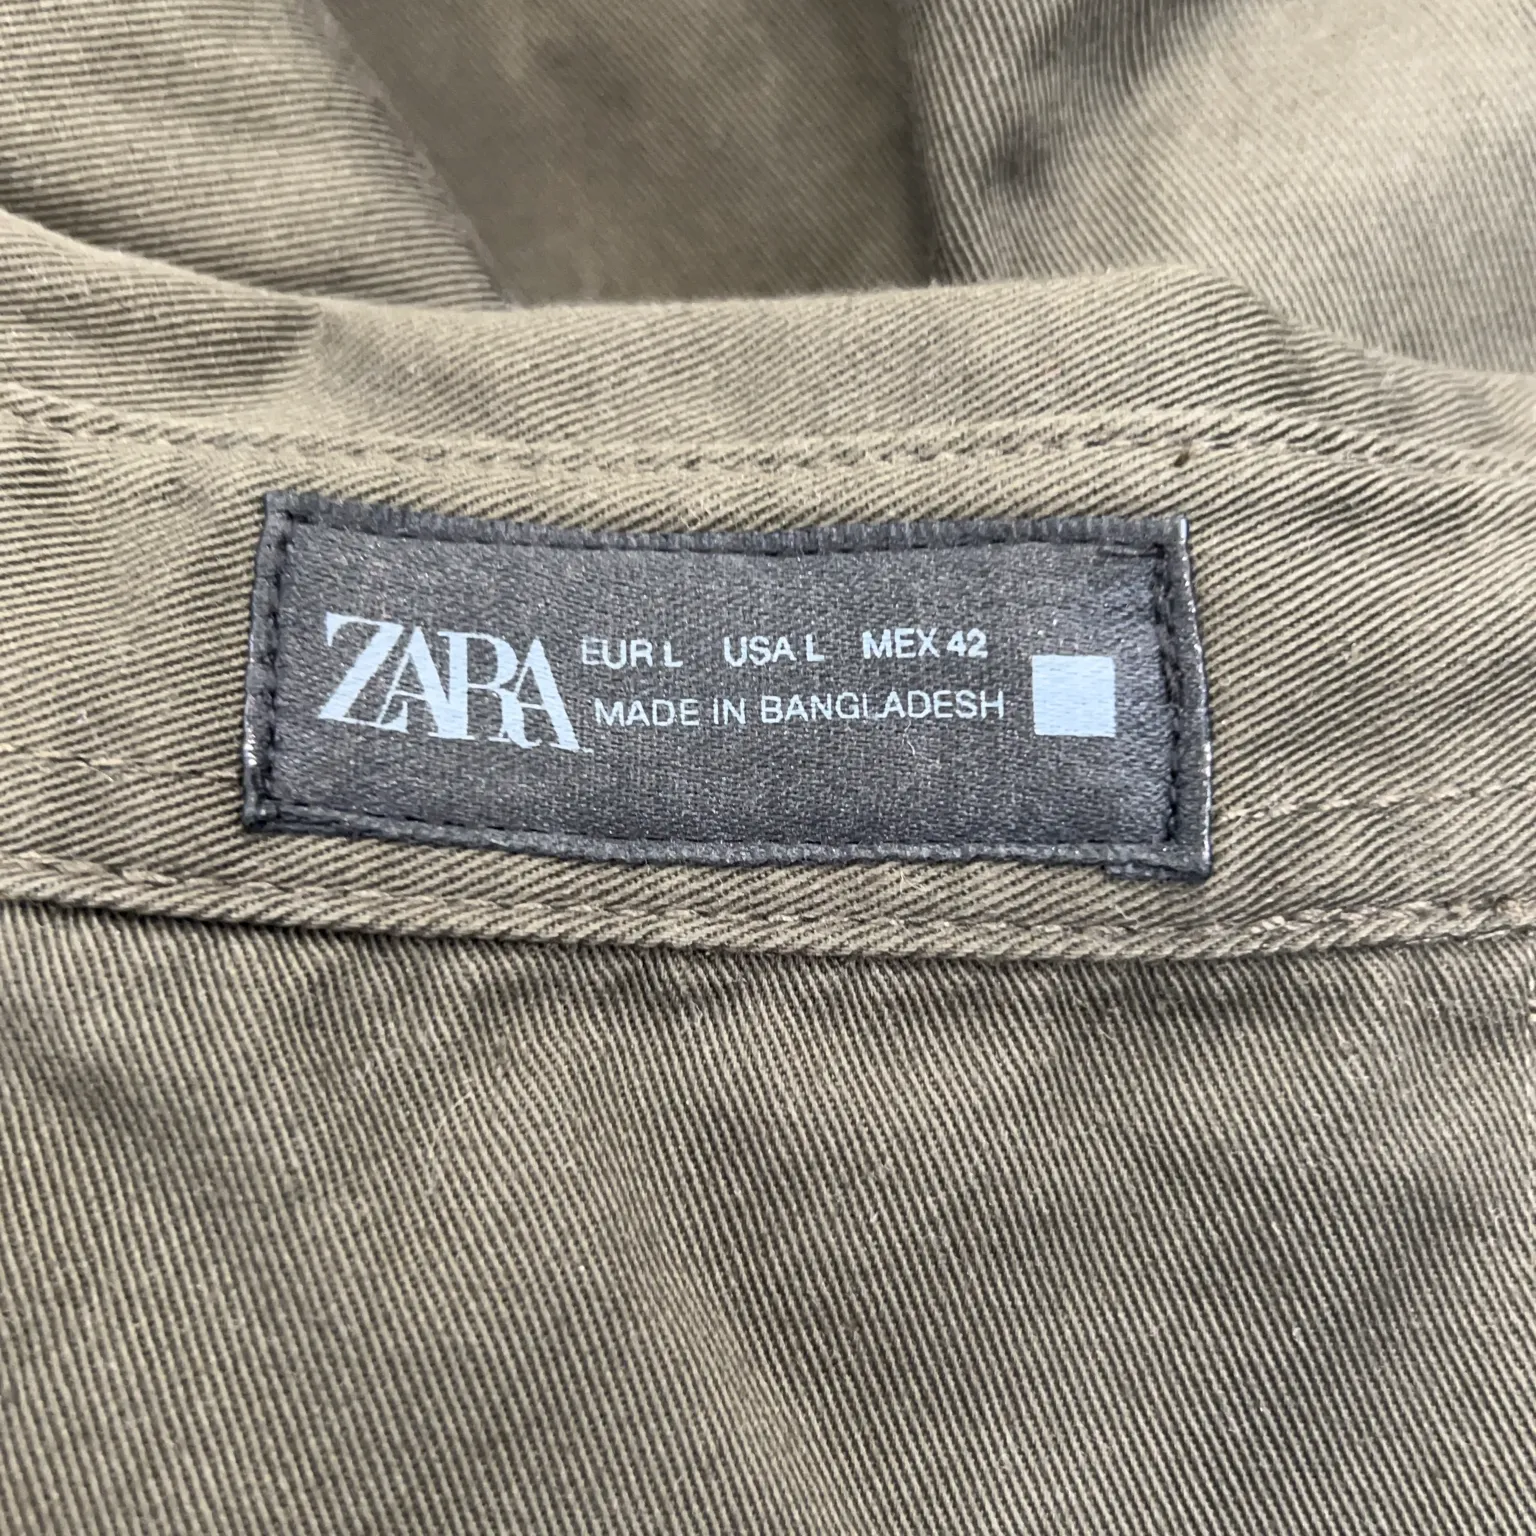 ZARA
EUR L USA L MEX 42
MADE IN BANGLADESH